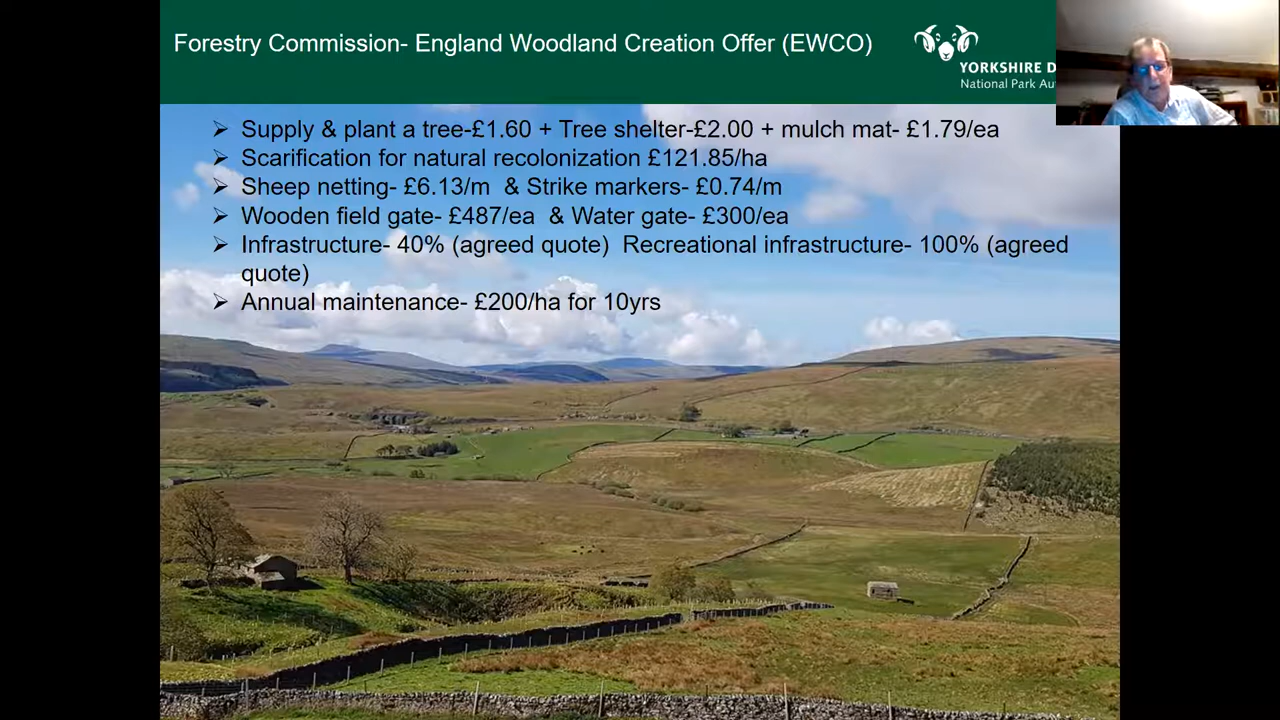 Forestry Commission- England Woodland Creation Offer (EWCO)
YORKSHIRE D
National Park Au
➢ Supply & plant a tree-£1.60 + Tree shelter-£2.00 + mulch mat- £1.79/ea
➢ Scarification for natural recolonization £121.85/ha
➢ Sheep netting- £6.13/m & Strike markers- £0.74/m
➢ Wooden field gate- £487/ea & Water gate- £300/ea
➢ Infrastructure- 40% (agreed quote) Recreational infrastructure- 100% (agreed
quote)
➢ Annual maintenance- £200/ha for 10yrs